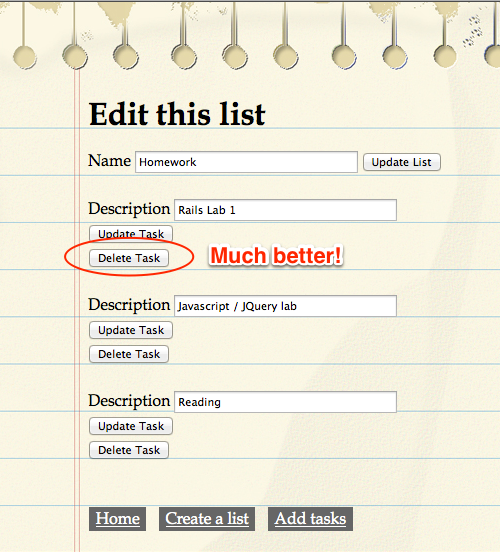 Edit this list
Name Homework Update List
Description Rails Lab 1
Update Task
Delete Task Much better!
Description Javascript / JQuery lab
Update Task
Delete Task
Description Reading
Update Task
Delete Task
Home Create a list Add tasks